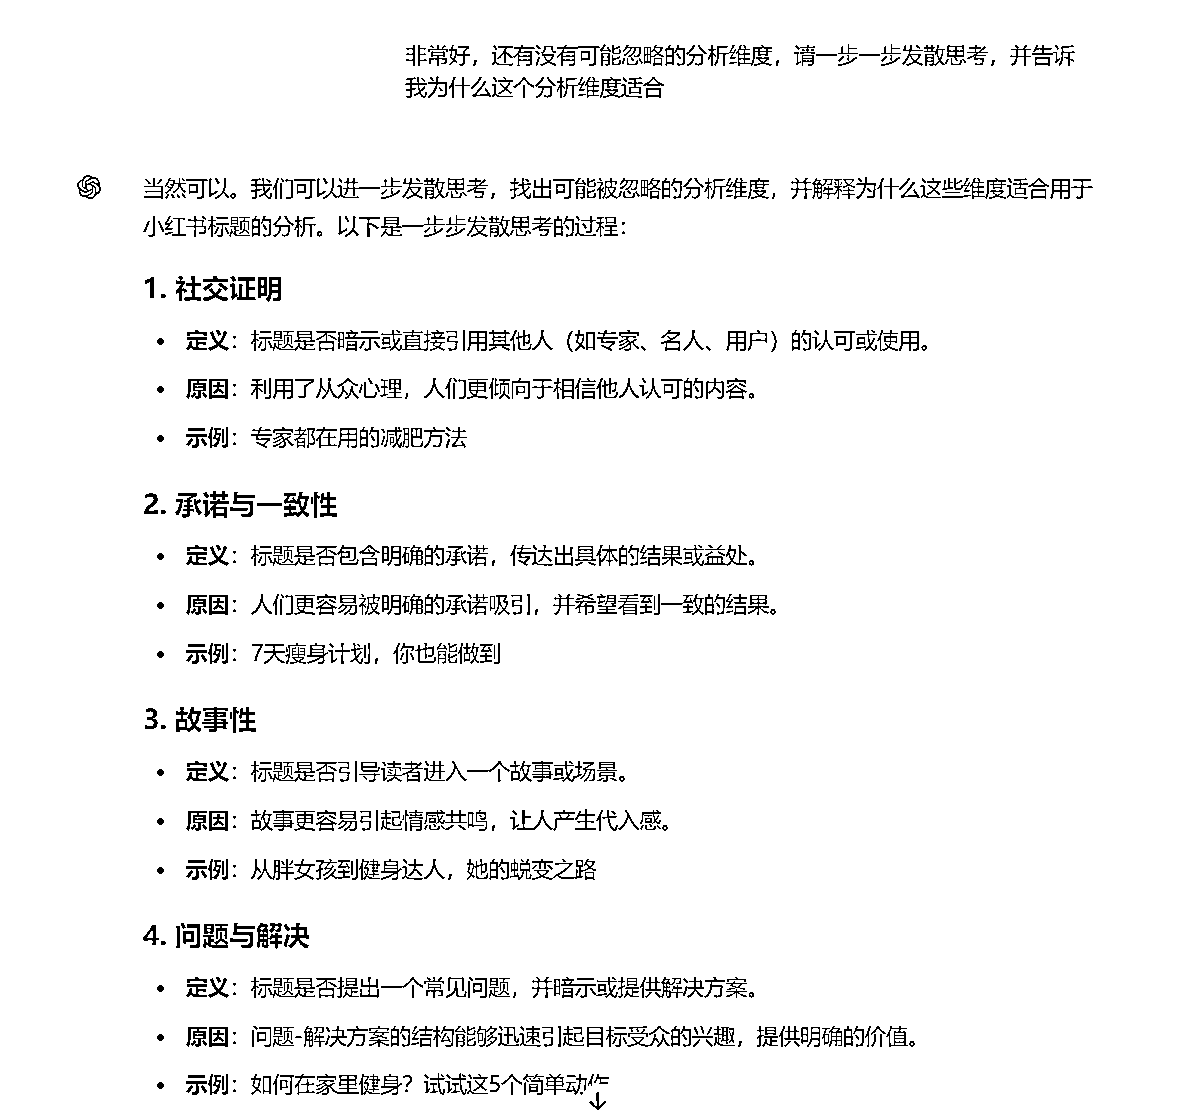 非常好，还有没有可能忽略的分析维度，请一步一步发散思考，并告诉
我为什么这个分析维度适合
当然可以。我们可以进一步发散思考，找出可能被忽略的分析维度，并解释为什么这些维度适合用于
小红书标题的分析。以下是一步步发散思考的过程：
1. 社交证明
• 定义：标题是否暗示或直接引用其他人（如专家、名人、用户）的认可或使用。
• 原因：利用了从众心理，人们更倾向于相信他人认可的内容。
• 示例：专家都在用的减肥方法
2. 承诺与一致性
• 定义：标题是否包含明确的承诺，传达出具体的结果或益处。
• 原因：人们更容易被明确的承诺吸引，并希望看到一致的结果。
• 示例：7天瘦身计划，你也能做到
3. 故事性
• 定义：标题是否引导读者进入一个故事或场景。
• 原因：故事更容易引起情感共鸣，让人产生代入感。
• 示例：从胖女孩到健身达人，她的蜕变之路
4. 问题与解决
• 定义：标题是否提出一个常见问题，并暗示或提供解决方案。
• 原因：问题-解决方案的结构能够迅速引起目标受众的兴趣，提供明确的价值。
• 示例：如何在家里健身？试试这5个简单动作